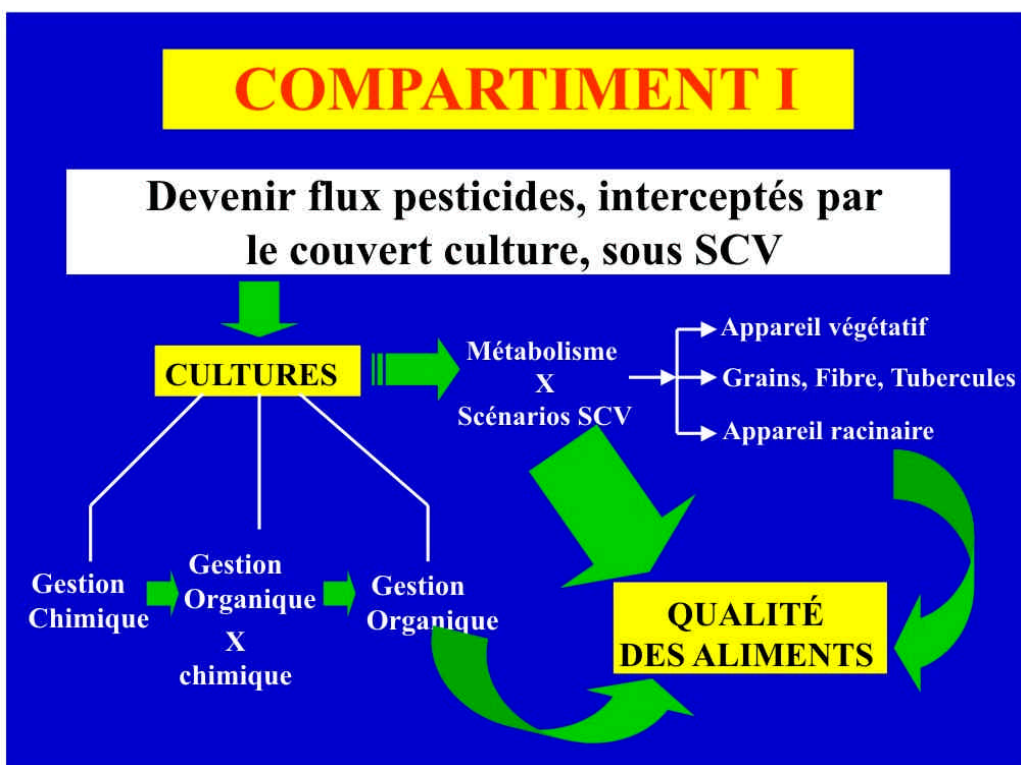 COMPARTIMENT I
Devenir flux pesticides, interceptés par
le couvert culture, sous SCV
CULTURES
Métabolisme
X
Scénarios SCV
Appareil végétatif
Grains, Fibre, Tubercules
Appareil racinaire
Gestion
Chimique
Gestion
Organique
X
chimique
Gestion
Organique
QUALITÉ
DES ALIMENTS